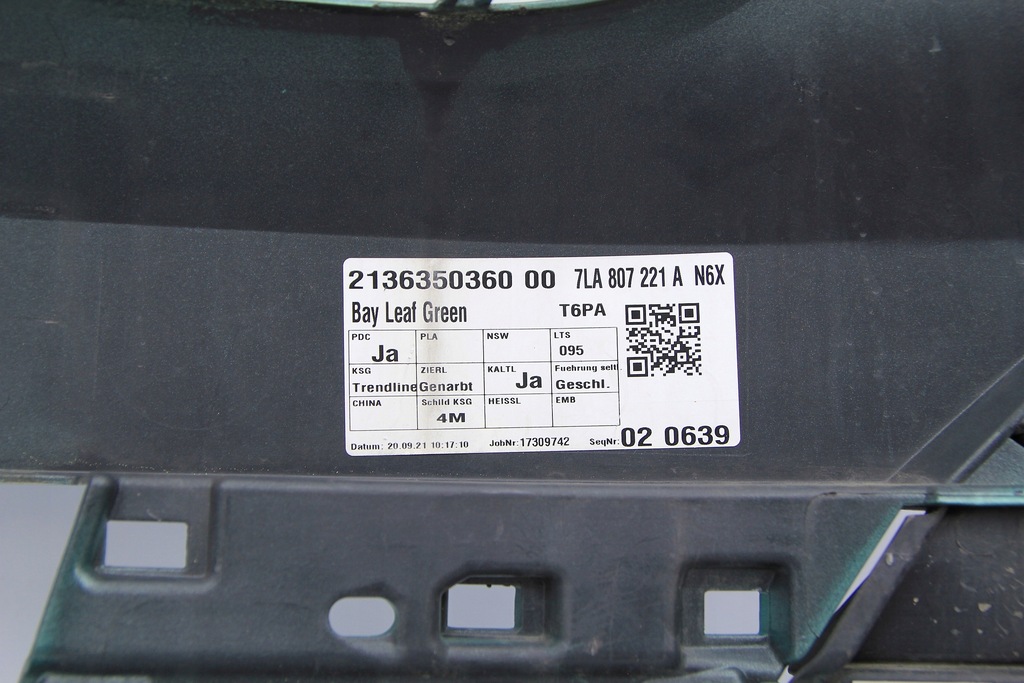 2136350360 00 7LA 807 221 A N6X
Bay Leaf Green T6PA
PDC PLA NSW LTS
Ja 095
KSG ZIERL KALTL Fuehrung seitl.
Trendline Genarbt Ja Geschl.
CHINA Schild KSG HEISSL EMB
4M
Datum: 20.09.21 10:17:10 JobNr: 17309742 SeqNr: 02 0639